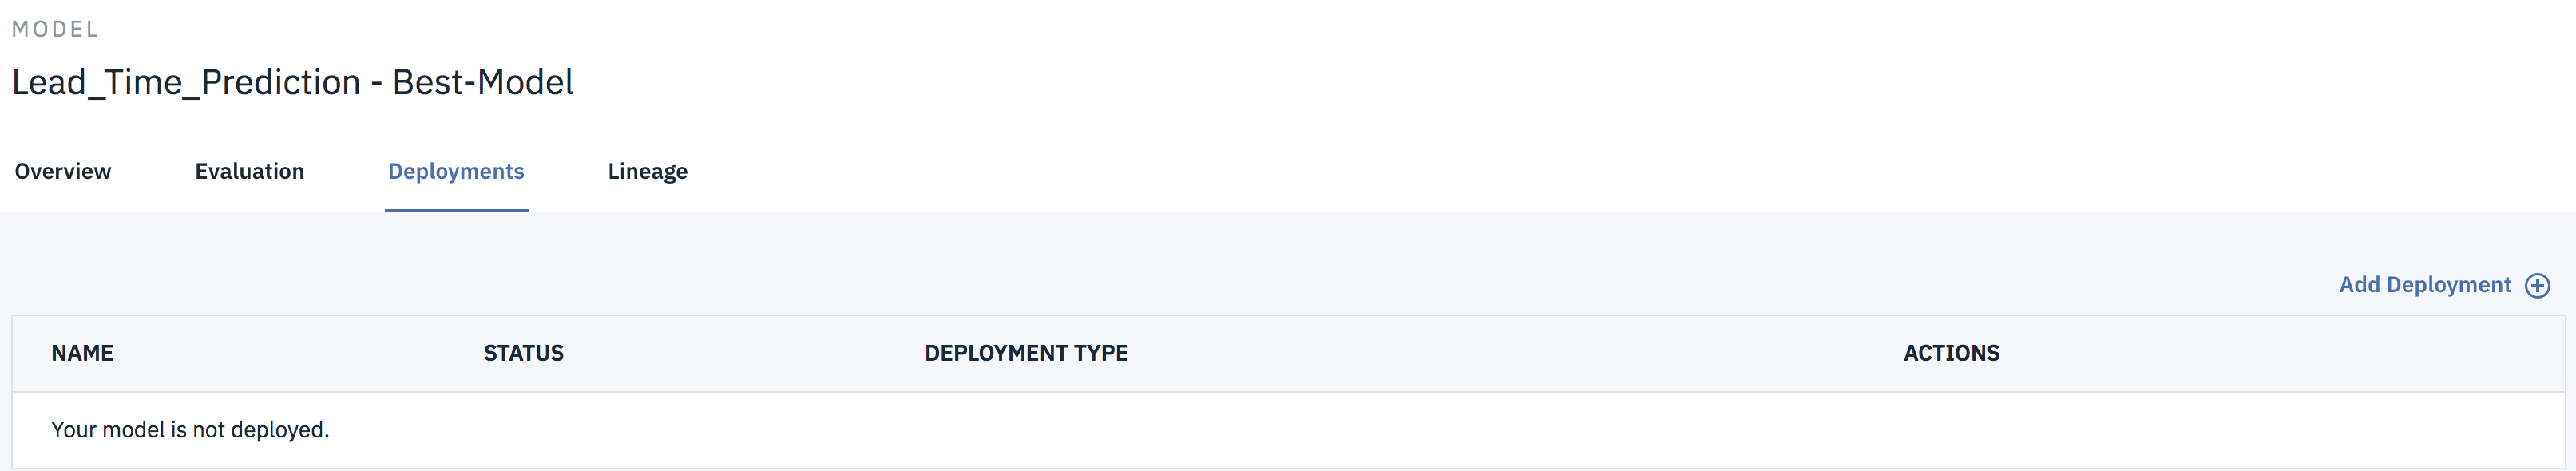 MODEL
Lead_Time_Prediction - Best-Model
Overview Evaluation Deployments Lineage
Add Deployment
NAME STATUS DEPLOYMENT TYPE ACTIONS
Your model is not deployed.